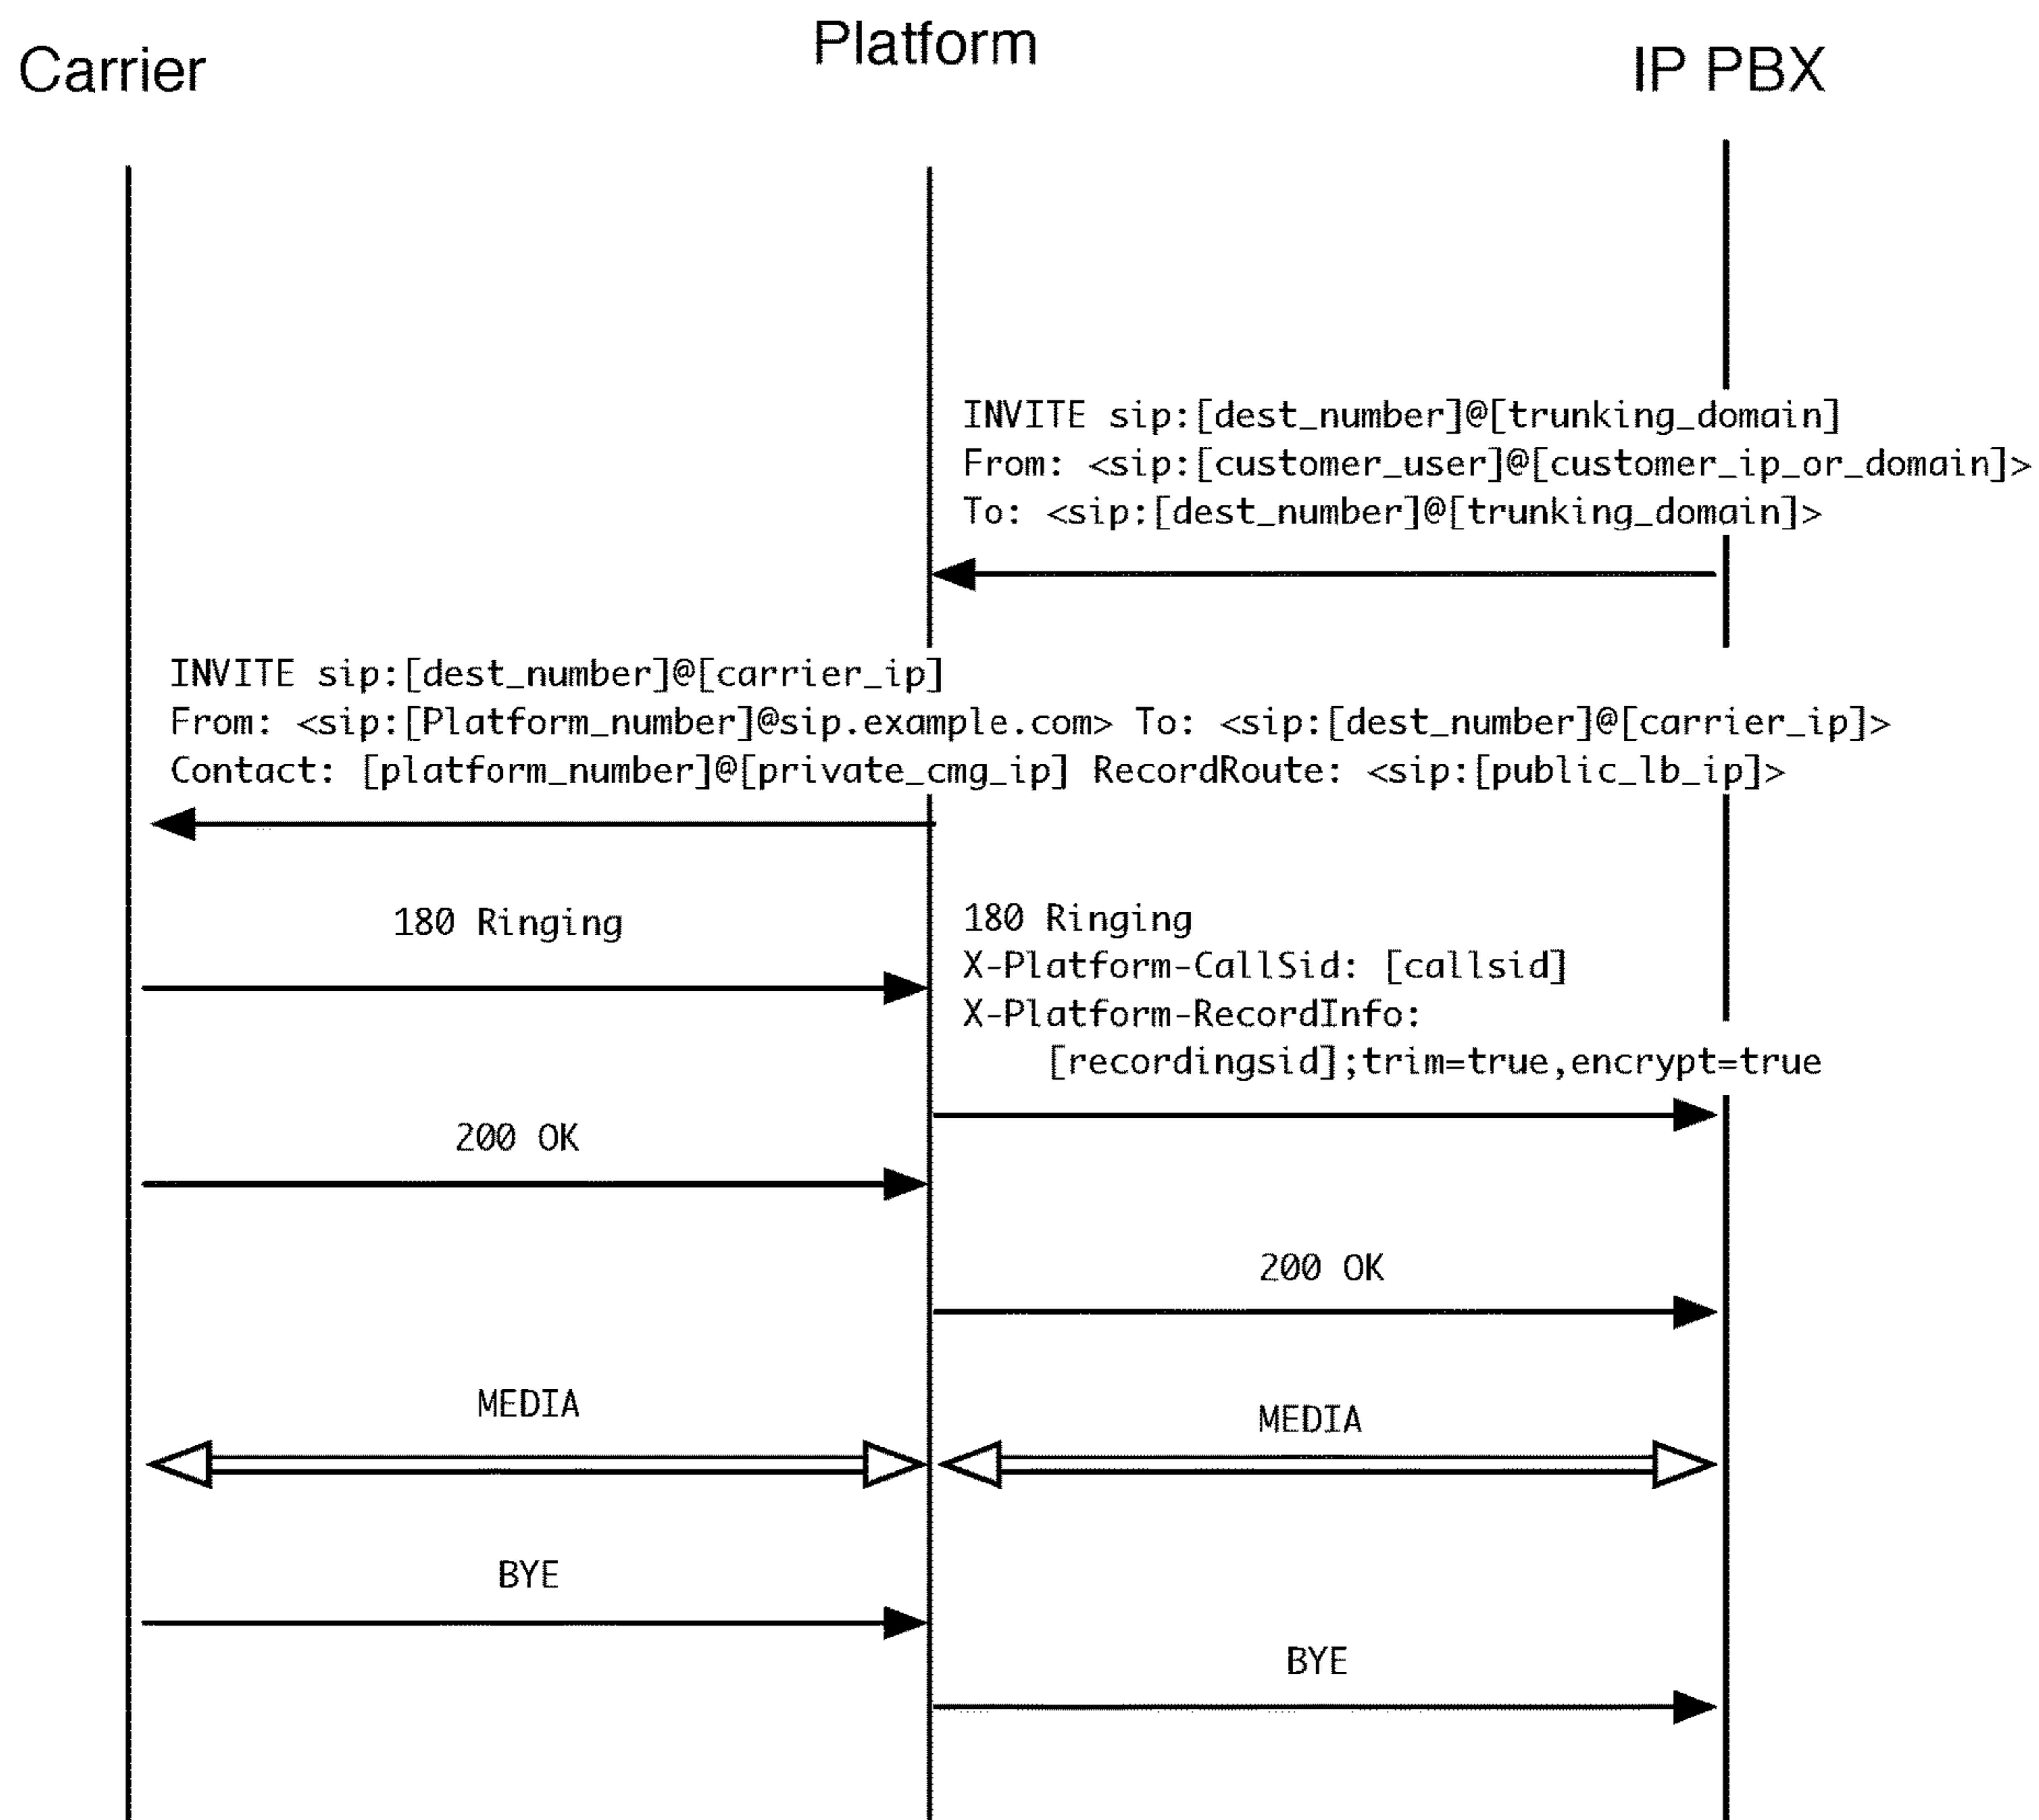 Carrier
Platform
IP PBX
INVITE sip:[dest_number]@[trunking_domain]
From: <sip:[customer_user]@[customer_ip_or_domain]>
To: <sip:[dest_number]@[trunking_domain]>
INVITE sip:[dest_number]@[carrier_ip]
From: <sip:[Platform_number]@sip.example.com> To: <sip:[dest_number]@[carrier_ip]>
Contact: [platform_number]@[private_cmg_ip] RecordRoute: <sip:[public_lb_ip]>
180 Ringing
180 Ringing
X-Platform-CallSid: [callsid]
X-Platform-RecordInfo:
[recordingsid];trim=true,encrypt=true
200 OK
200 OK
MEDIA
MEDIA
BYE
BYE